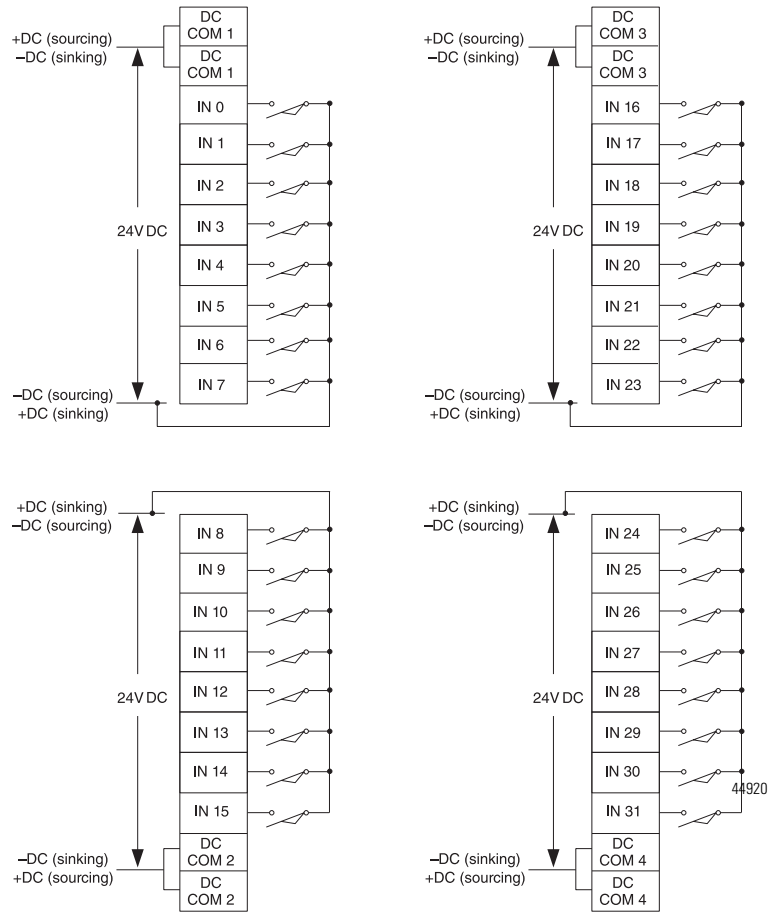 DC
COM 1
DC
COM 1
+DC (sourcing)
–DC (sinking)
IN 0
IN 1
IN 2
IN 3
24V DC
IN 4
IN 5
IN 6
IN 7
–DC (sourcing)
+DC (sinking)
DC
COM 3
DC
COM 3
+DC (sourcing)
–DC (sinking)
IN 16
IN 17
IN 18
IN 19
24V DC
IN 20
IN 21
IN 22
IN 23
–DC (sourcing)
+DC (sinking)
+DC (sinking)
–DC (sourcing)
IN 8
IN 9
IN 10
IN 11
IN 12
24V DC
IN 13
IN 14
IN 15
DC
COM 2
DC
COM 2
–DC (sinking)
+DC (sourcing)
+DC (sinking)
–DC (sourcing)
IN 24
IN 25
IN 26
IN 27
IN 28
24V DC
IN 29
IN 30
44920
IN 31
DC
COM 4
DC
COM 4
–DC (sinking)
+DC (sourcing)